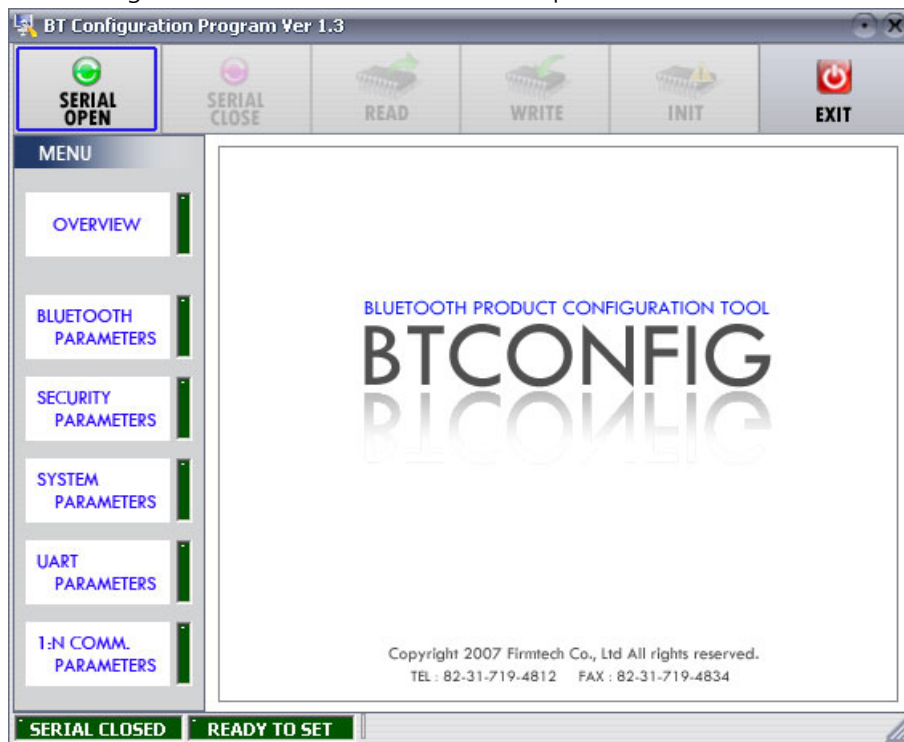 BT Configuration Program Ver 1.3
SERIAL
OPEN
SERIAL
CLOSE
READ
WRITE
INIT
EXIT
MENU
OVERVIEW
BLUETOOTH
PARAMETERS
SECURITY
PARAMETERS
SYSTEM
PARAMETERS
UART
PARAMETERS
1:N COMM.
PARAMETERS
BLUETOOTH PRODUCT CONFIGURATION TOOL
BTCONFIG
Copyright 2007 Firmtech Co., Ltd All rights reserved.
TEL : 82-31-719-4812 FAX : 82-31-719-4834
SERIAL CLOSED
READY TO SET